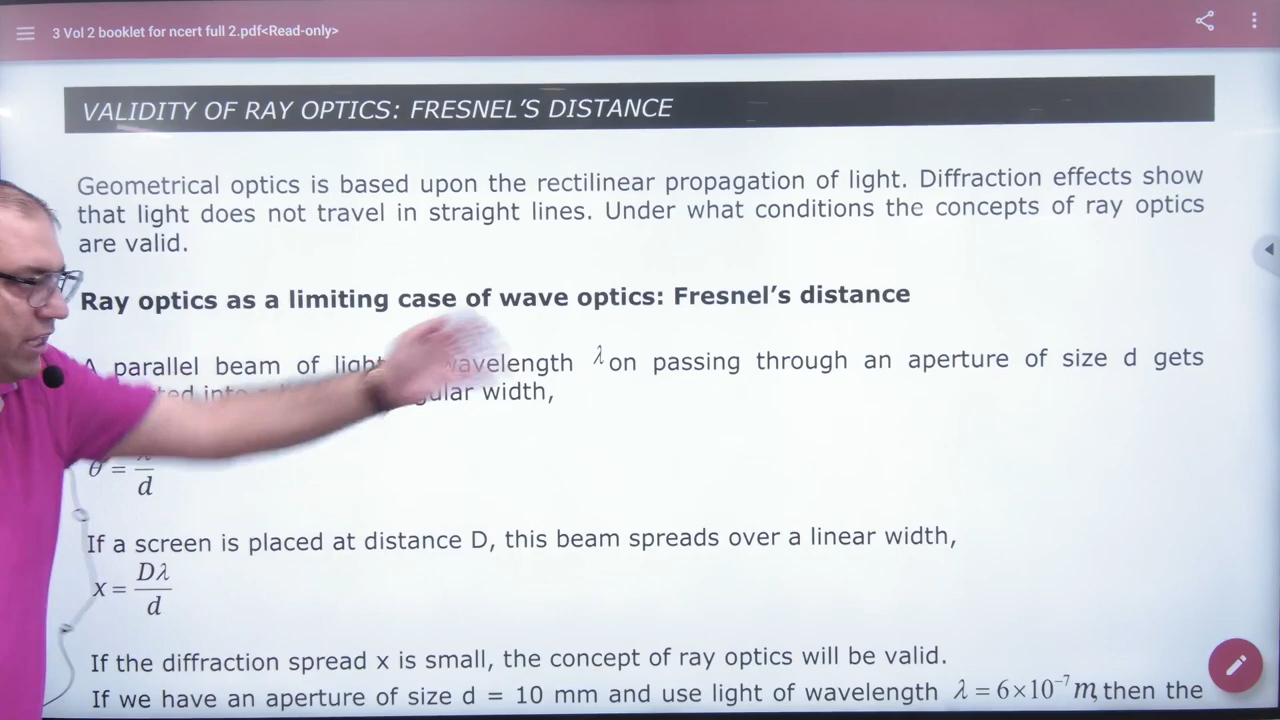 3 Vol 2 booklet for ncert full 2.pdf<Read-only>
VALIDITY OF RAY OPTICS: FRESNEL'S DISTANCE
Geometrical optics is based upon the rectilinear propagation of light. Diffraction effects show
that light does not travel in straight lines. Under what conditions the concepts of ray optics
are valid.
Ray optics as a limiting case of wave optics: Fresnel's distance
A parallel beam of wavelength λ on passing through an aperture of size d gets
width,
θ = λ/d
If a screen is placed at distance D, this beam spreads over a linear width,
x = Dλ/d
If the diffraction spread x is small, the concept of ray optics will be valid.
If we have an aperture of size d = 10 mm and use light of wavelength λ = 6×10⁻⁷ m, then the